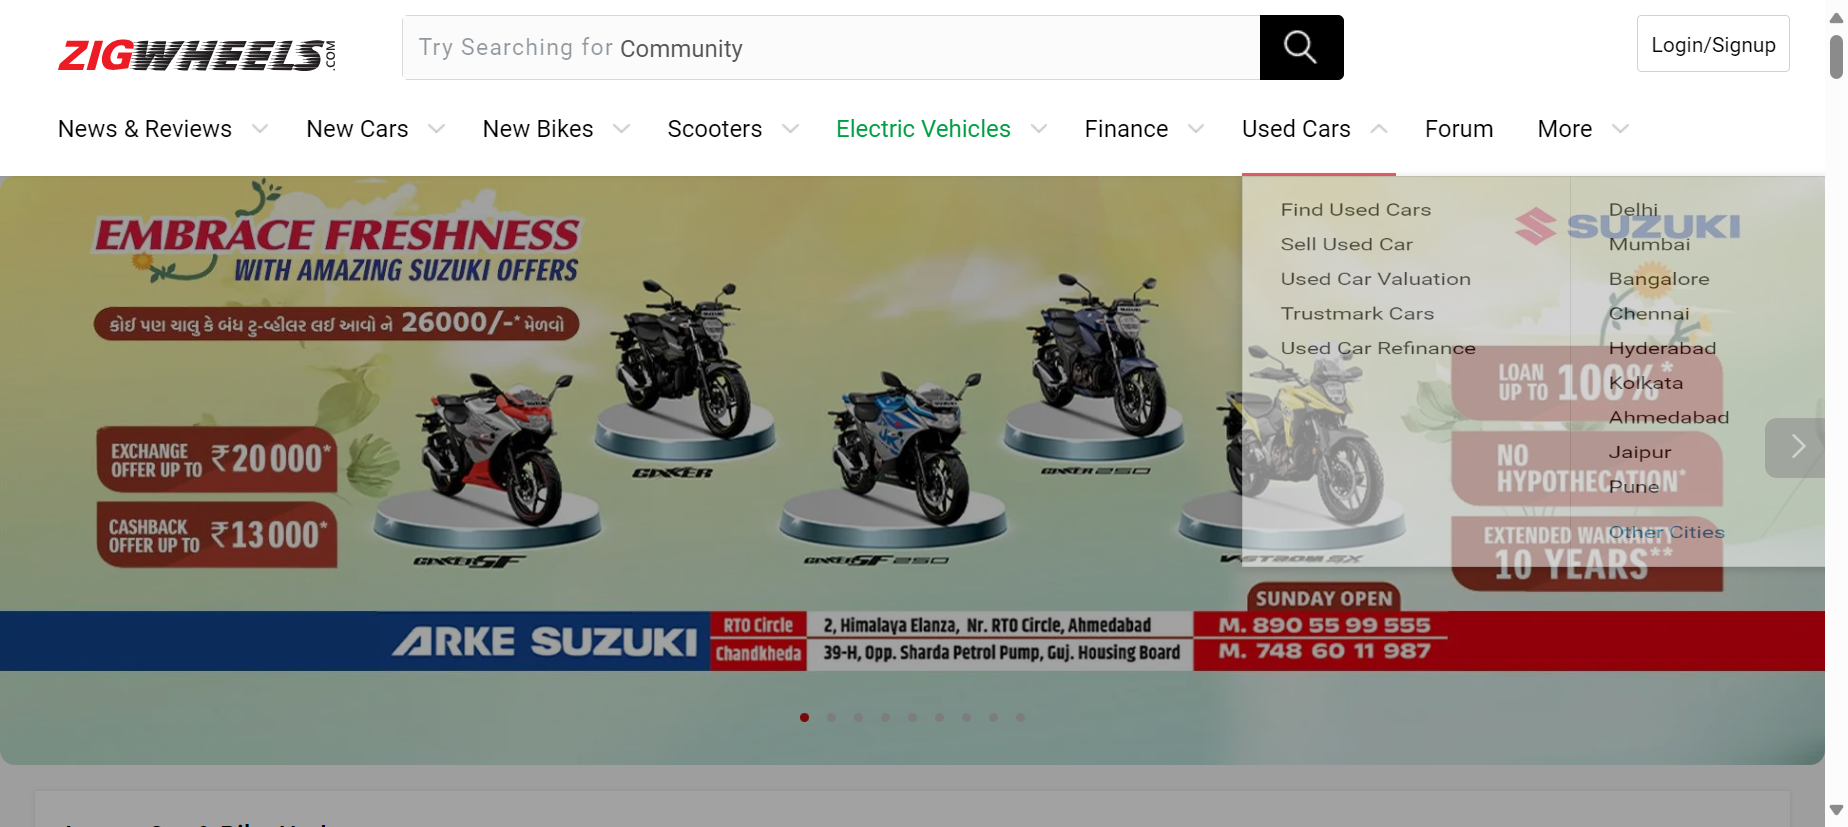 ZIGWHEELS.COM
Try Searching for Community
Login/Signup
News & Reviews
New Cars
New Bikes
Scooters
Electric Vehicles
Finance
Used Cars
Forum
More
EMBRACE FRESHNESS
WITH AMAZING SUZUKI OFFERS
કોઈ પણ ચાલુ કે બંધ ટુ-વ્હીલર લઈ આવો ને 26000/-* મેળવો
EXCHANGE
OFFER UP TO ₹20000*
CASHBACK
OFFER UP TO ₹13000*
GIXXER SF
GIXXER
GIXXER SF 250
GIXXER 250
V-STROM SX
SUZUKI
LOAN
UP TO 100%*
NO
HYPOTHECATION*
EXTENDED WARRANTY
10 YEARS**
Find Used Cars
Sell Used Car
Used Car Valuation
Trustmark Cars
Used Car Refinance
Delhi
Mumbai
Bangalore
Chennai
Hyderabad
Kolkata
Ahmedabad
Jaipur
Pune
Other Cities
SUNDAY OPEN
ARKE SUZUKI
RTO Circle
2, Himalaya Elanza, Nr. RTO Circle, Ahmedabad
M. 890 55 99 555
Chandkheda
39-H, Opp. Sharda Petrol Pump, Guj. Housing Board
M. 748 60 11 987